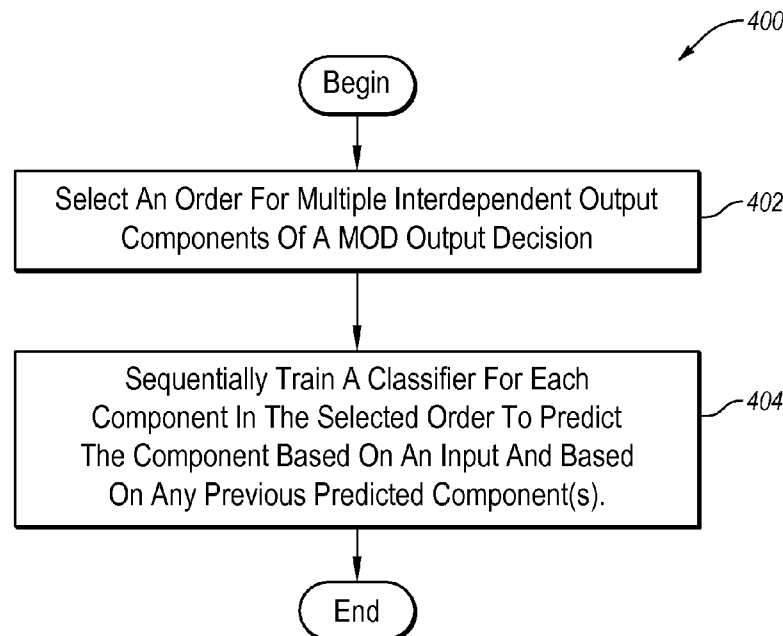 400
Begin
Select An Order For Multiple Interdependent Output
Components Of A MOD Output Decision
402
Sequentially Train A Classifier For Each
Component In The Selected Order To Predict
The Component Based On An Input And Based
On Any Previous Predicted Component(s).
404
End